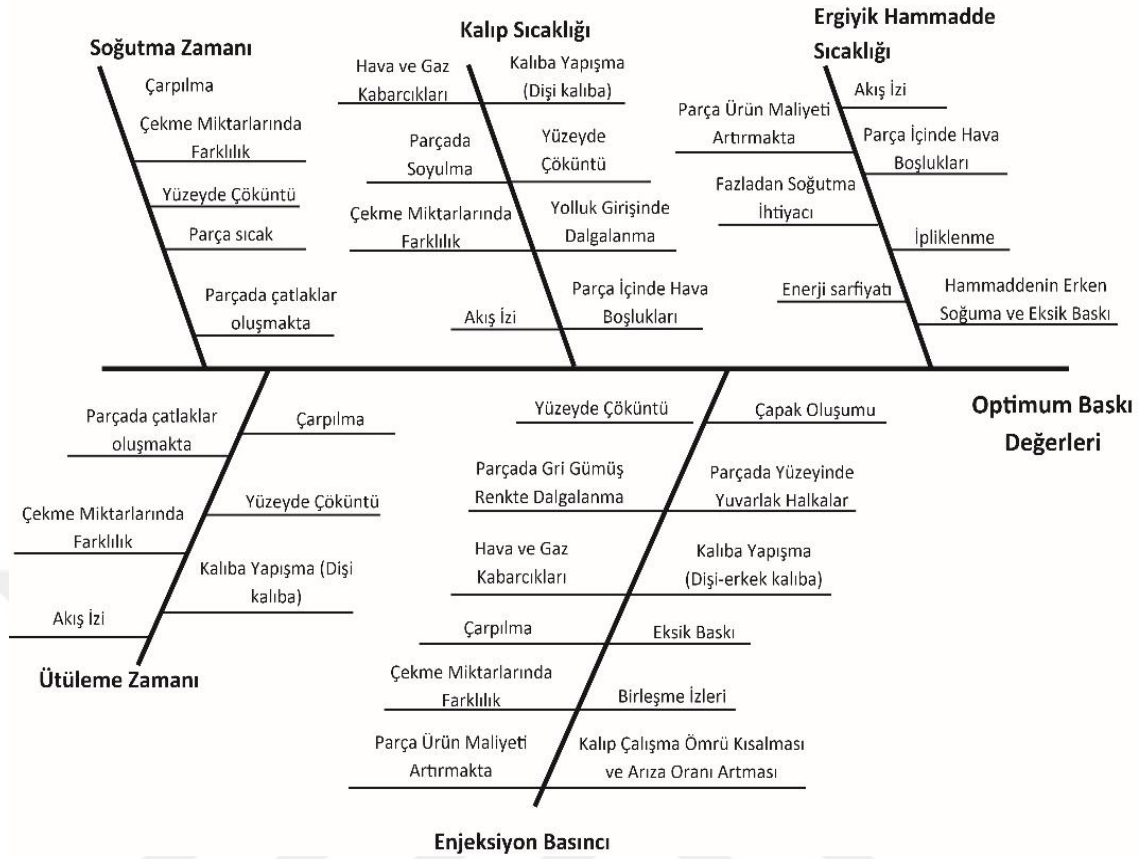 Soğutma Zamanı
Çarpılma
Çekme Miktarlarında
Farklılık
Yüzeyde Çöküntü
Parça sıcak
Parçada çatlaklar
oluşmakta
Kalıp Sıcaklığı
Hava ve Gaz
Kabarcıkları
Kalıba Yapışma
(Dişi kalıba)
Parçada
Soyulma
Yüzeyde
Çöküntü
Çekme Miktarlarında
Farklılık
Yolluk Girişinde
Dalgalanma
Akış İzi
Parça İçinde Hava
Boşlukları
Ergiyik Hammadde
Sıcaklığı
Akış İzi
Parça Ürün Maliyeti
Artırmakta
Parça İçinde Hava
Boşlukları
Fazladan Soğutma
İhtiyacı
İpliklenme
Enerji sarfiyatı
Hammaddenin Erken
Soğuma ve Eksik Baskı
Optimum Baskı
Değerleri
Parçada çatlaklar
oluşmakta
Çarpılma
Çekme Miktarlarında
Farklılık
Yüzeyde Çöküntü
Akış İzi
Kalıba Yapışma (Dişi
kalıba)
Ütüleme Zamanı
Yüzeyde Çöküntü
Çapak Oluşumu
Parçada Gri Gümüş
Renkte Dalgalanma
Parçada Yüzeyinde
Yuvarlak Halkalar
Hava ve Gaz
Kabarcıkları
Kalıba Yapışma
(Dişi-erkek kalıba)
Çarpılma
Eksik Baskı
Çekme Miktarlarında
Farklılık
Birleşme İzleri
Parça Ürün Maliyeti
Artırmakta
Kalıp Çalışma Ömrü Kısalması
ve Arıza Oranı Artması
Enjeksiyon Basıncı